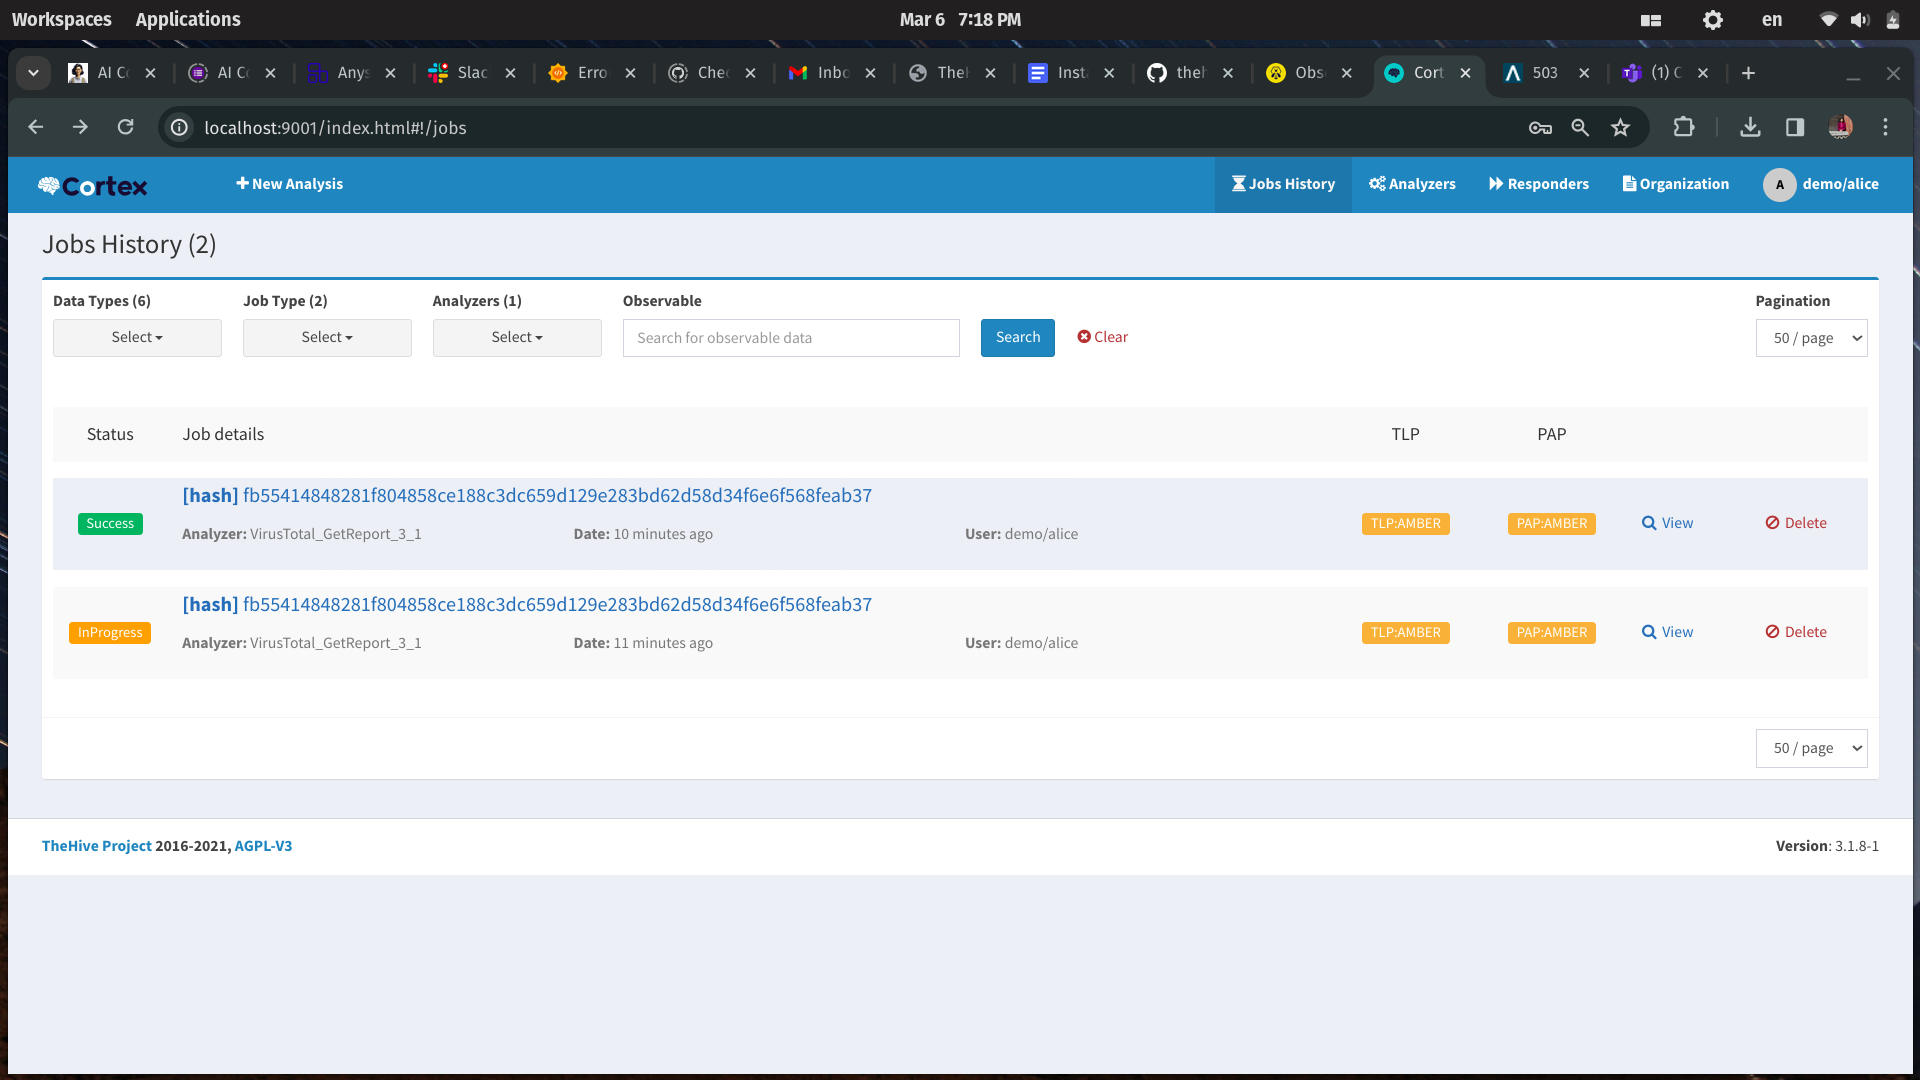 Workspaces Applications Mar 6 7:18 PM en
AI Co AI Co Anys Slac Erro Chec Inbo TheH Inst theh Obs Cort 503 (1) C
localhost:9001/index.html#!/jobs
Cortex New Analysis Jobs History Analyzers Responders Organization A demo/alice
Jobs History (2)
Data Types (6) Job Type (2) Analyzers (1) Observable Pagination
Select Select Select Search for observable data Search Clear 50 / page
Status Job details TLP PAP
[hash] fb55414848281f804858ce188c3dc659d129e283bd62d58d34f6e6f568feab37
Success TLP:AMBER PAP:AMBER View Delete
Analyzer: VirusTotal_GetReport_3_1 Date: 10 minutes ago User: demo/alice
[hash] fb55414848281f804858ce188c3dc659d129e283bd62d58d34f6e6f568feab37
InProgress TLP:AMBER PAP:AMBER View Delete
Analyzer: VirusTotal_GetReport_3_1 Date: 11 minutes ago User: demo/alice
50 / page
TheHive Project 2016-2021, AGPL-V3 Version: 3.1.8-1